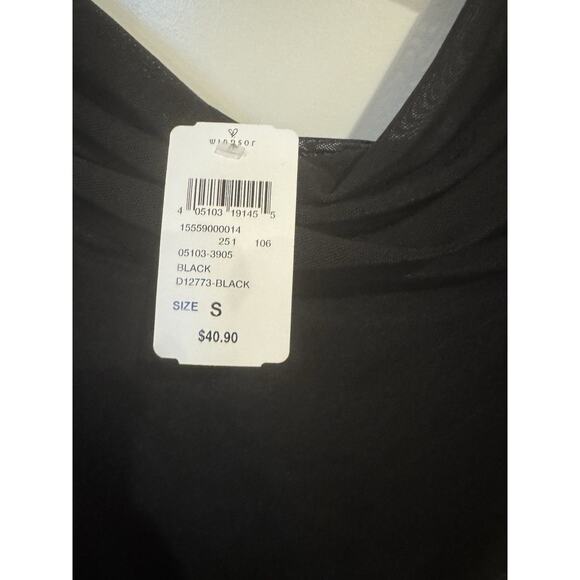 windsor
4 05103 19145 5
15559000014
251 106
05103-3905
BLACK
D12773-BLACK
SIZE S
$40.90